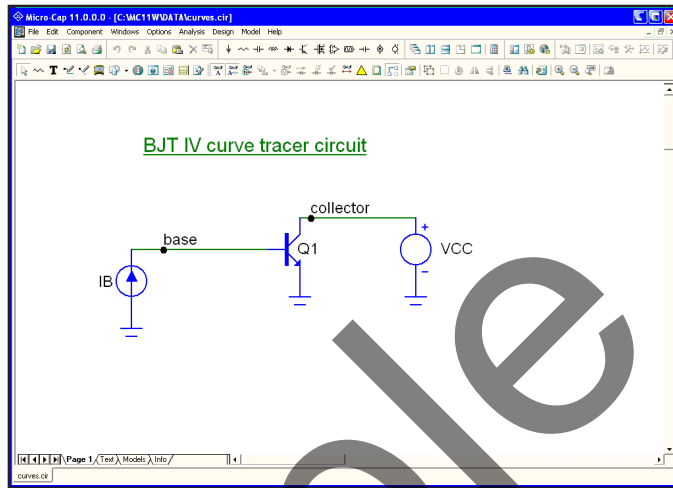 Micro-Cap 11.0.0.0 - [C:\MC11W\DATA\curves.cir]
File Edit Component Windows Options Analysis Design Model Help
BJT IV curve tracer circuit
collector
base
Q1
+
VCC
IB
−
Page 1 Text Models Info
curves.cir